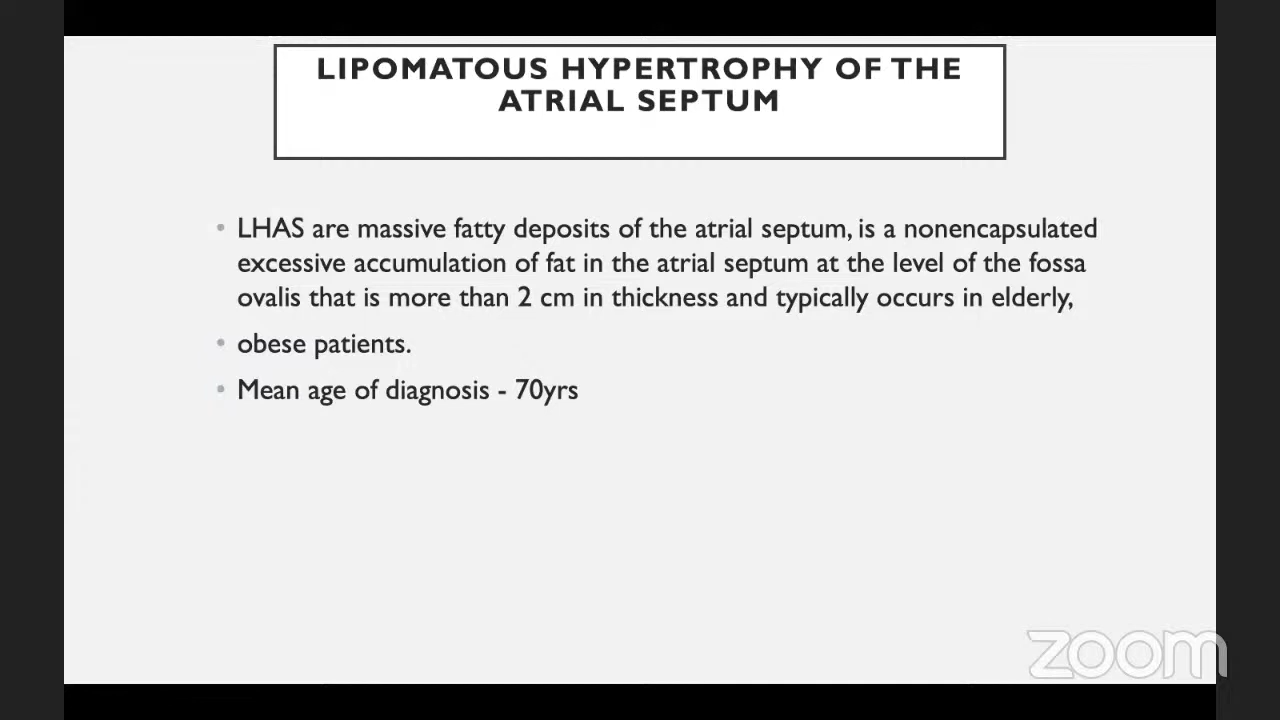 LIPOMATOUS HYPERTROPHY OF THE
ATRIAL SEPTUM
• LHAS are massive fatty deposits of the atrial septum, is a nonencapsulated
excessive accumulation of fat in the atrial septum at the level of the fossa
ovalis that is more than 2 cm in thickness and typically occurs in elderly,
• obese patients.
• Mean age of diagnosis - 70yrs
zoom